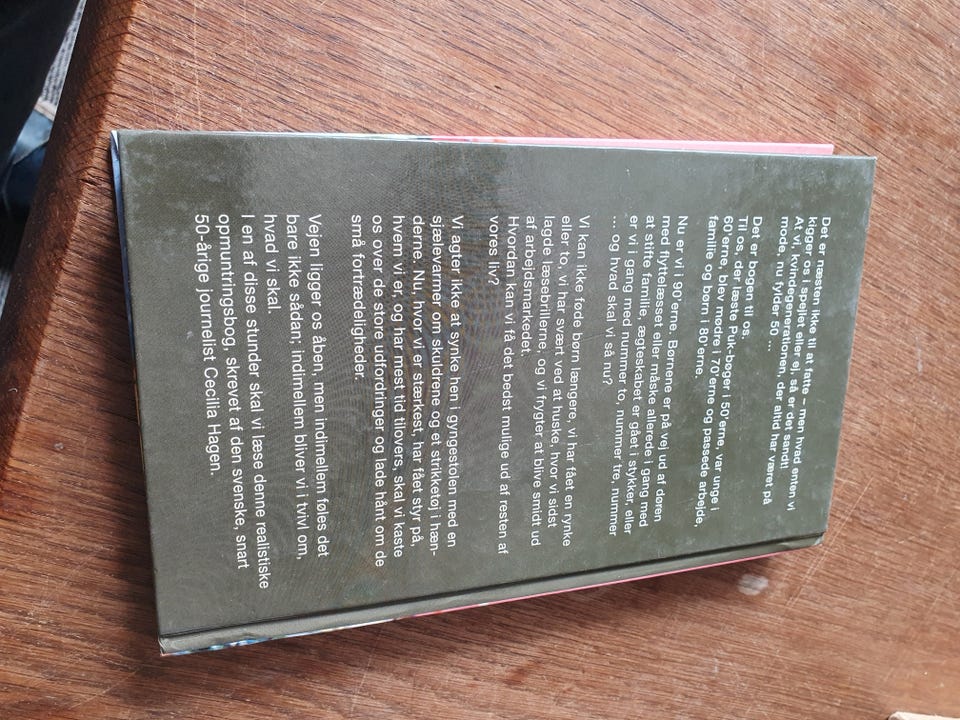 Det er næsten ikke til at fatte – men hvad enten vi
kigger os i spejlet eller ej, så er det sandt!
At vi, kvindegenerationen, der altid har været på
mode, nu fylder 50 ...
Det er bogen til os.
Til os, der læste Puk-bøger i 50'erne, var unge i
60'erne, blev mødre i 70'erne og passede arbejde,
familie og børn i 80'erne.
Nu er vi i 90'erne. Børnene er på vej ud af døren
med flyttelæsset eller måske allerede i gang med
at stifte familie, ægteskabet er gået i stykker, eller
er vi i gang med nummer to, nummer tre, nummer
... og hvad skal vi så nu?
Vi kan ikke føde børn længere, vi har fået en rynke
eller to, vi har svært ved at huske, hvor vi sidst
lagde læsebrillerne, og vi frygter at blive smidt ud
af arbejdsmarkedet.
Hvordan kan vi få det bedst mulige ud af resten af
vores liv?
Vi agter ikke at synke hen i gyngestolen med en
sjælevarmer om skuldrene og et strikketøj i hæn-
derne. Nu, hvor vi er stærkest, har fået styr på,
hvem vi er, og har mest tid tilovers, skal vi kaste
os over de store udfordringer og lade hånt om de
små fortrædeligheder.
Vejen ligger os åben, men indimellem føles det
bare ikke sådan; indimellem bliver vi i tvivl om,
hvad vi skal.
I en af disse stunder skal vi læse denne realistiske
opmuntringsbog, skrevet af den svenske, snart
50-årige journalist Cecilia Hagen.